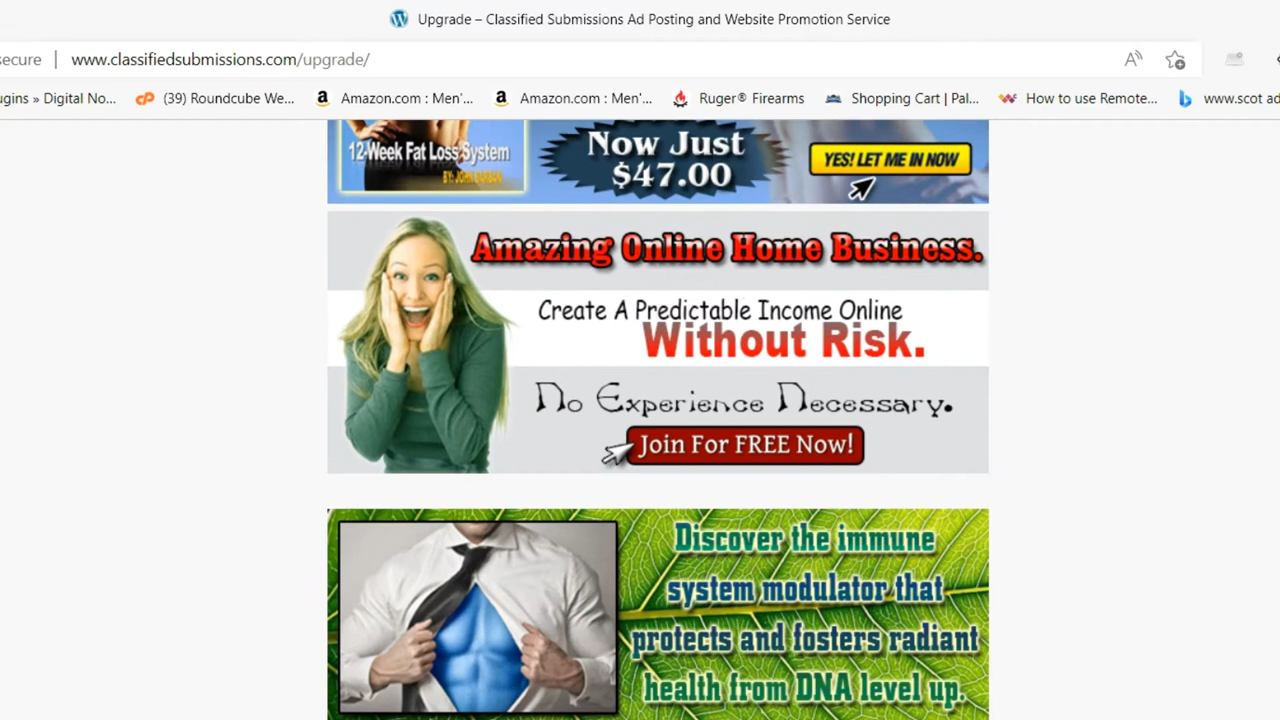 Upgrade – Classified Submissions Ad Posting and Website Promotion Service
secure | www.classifiedsubmissions.com/upgrade/
ugins » Digital No... (39) Roundcube We... Amazon.com : Men'... Amazon.com : Men'... Ruger® Firearms Shopping Cart | Pal... How to use Remote... www.scot ad
12-Week Fat Loss System
BY: JOHN BARBAN
Now Just
$47.00
YES! LET ME IN NOW
Amazing Online Home Business.
Create A Predictable Income Online
Without Risk.
No Experience Necessary.
Join For FREE Now!
Discover the immune
system modulator that
protects and fosters radiant
health from DNA level up.